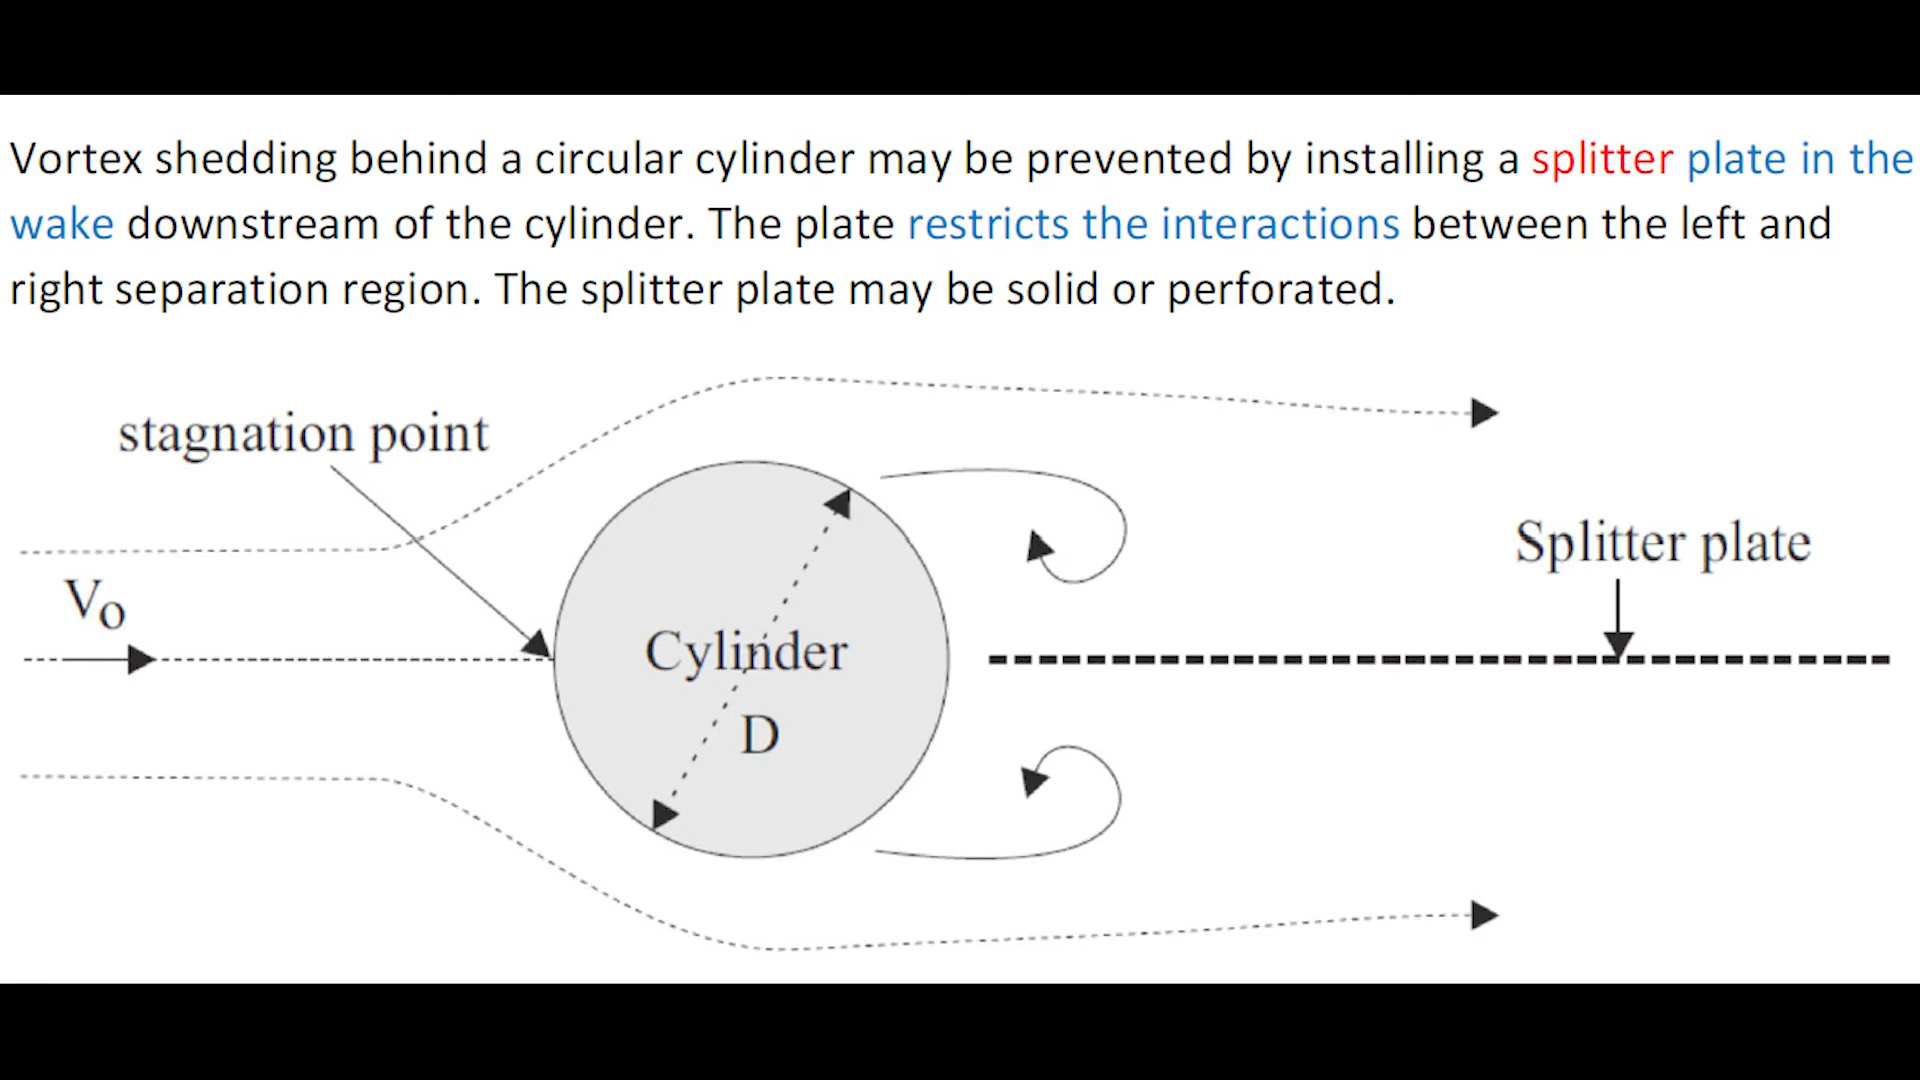 Vortex shedding behind a circular cylinder may be prevented by installing a splitter plate in the
wake downstream of the cylinder. The plate restricts the interactions between the left and
right separation region. The splitter plate may be solid or perforated.
stagnation point
Splitter plate
Vo
Cylinder
D